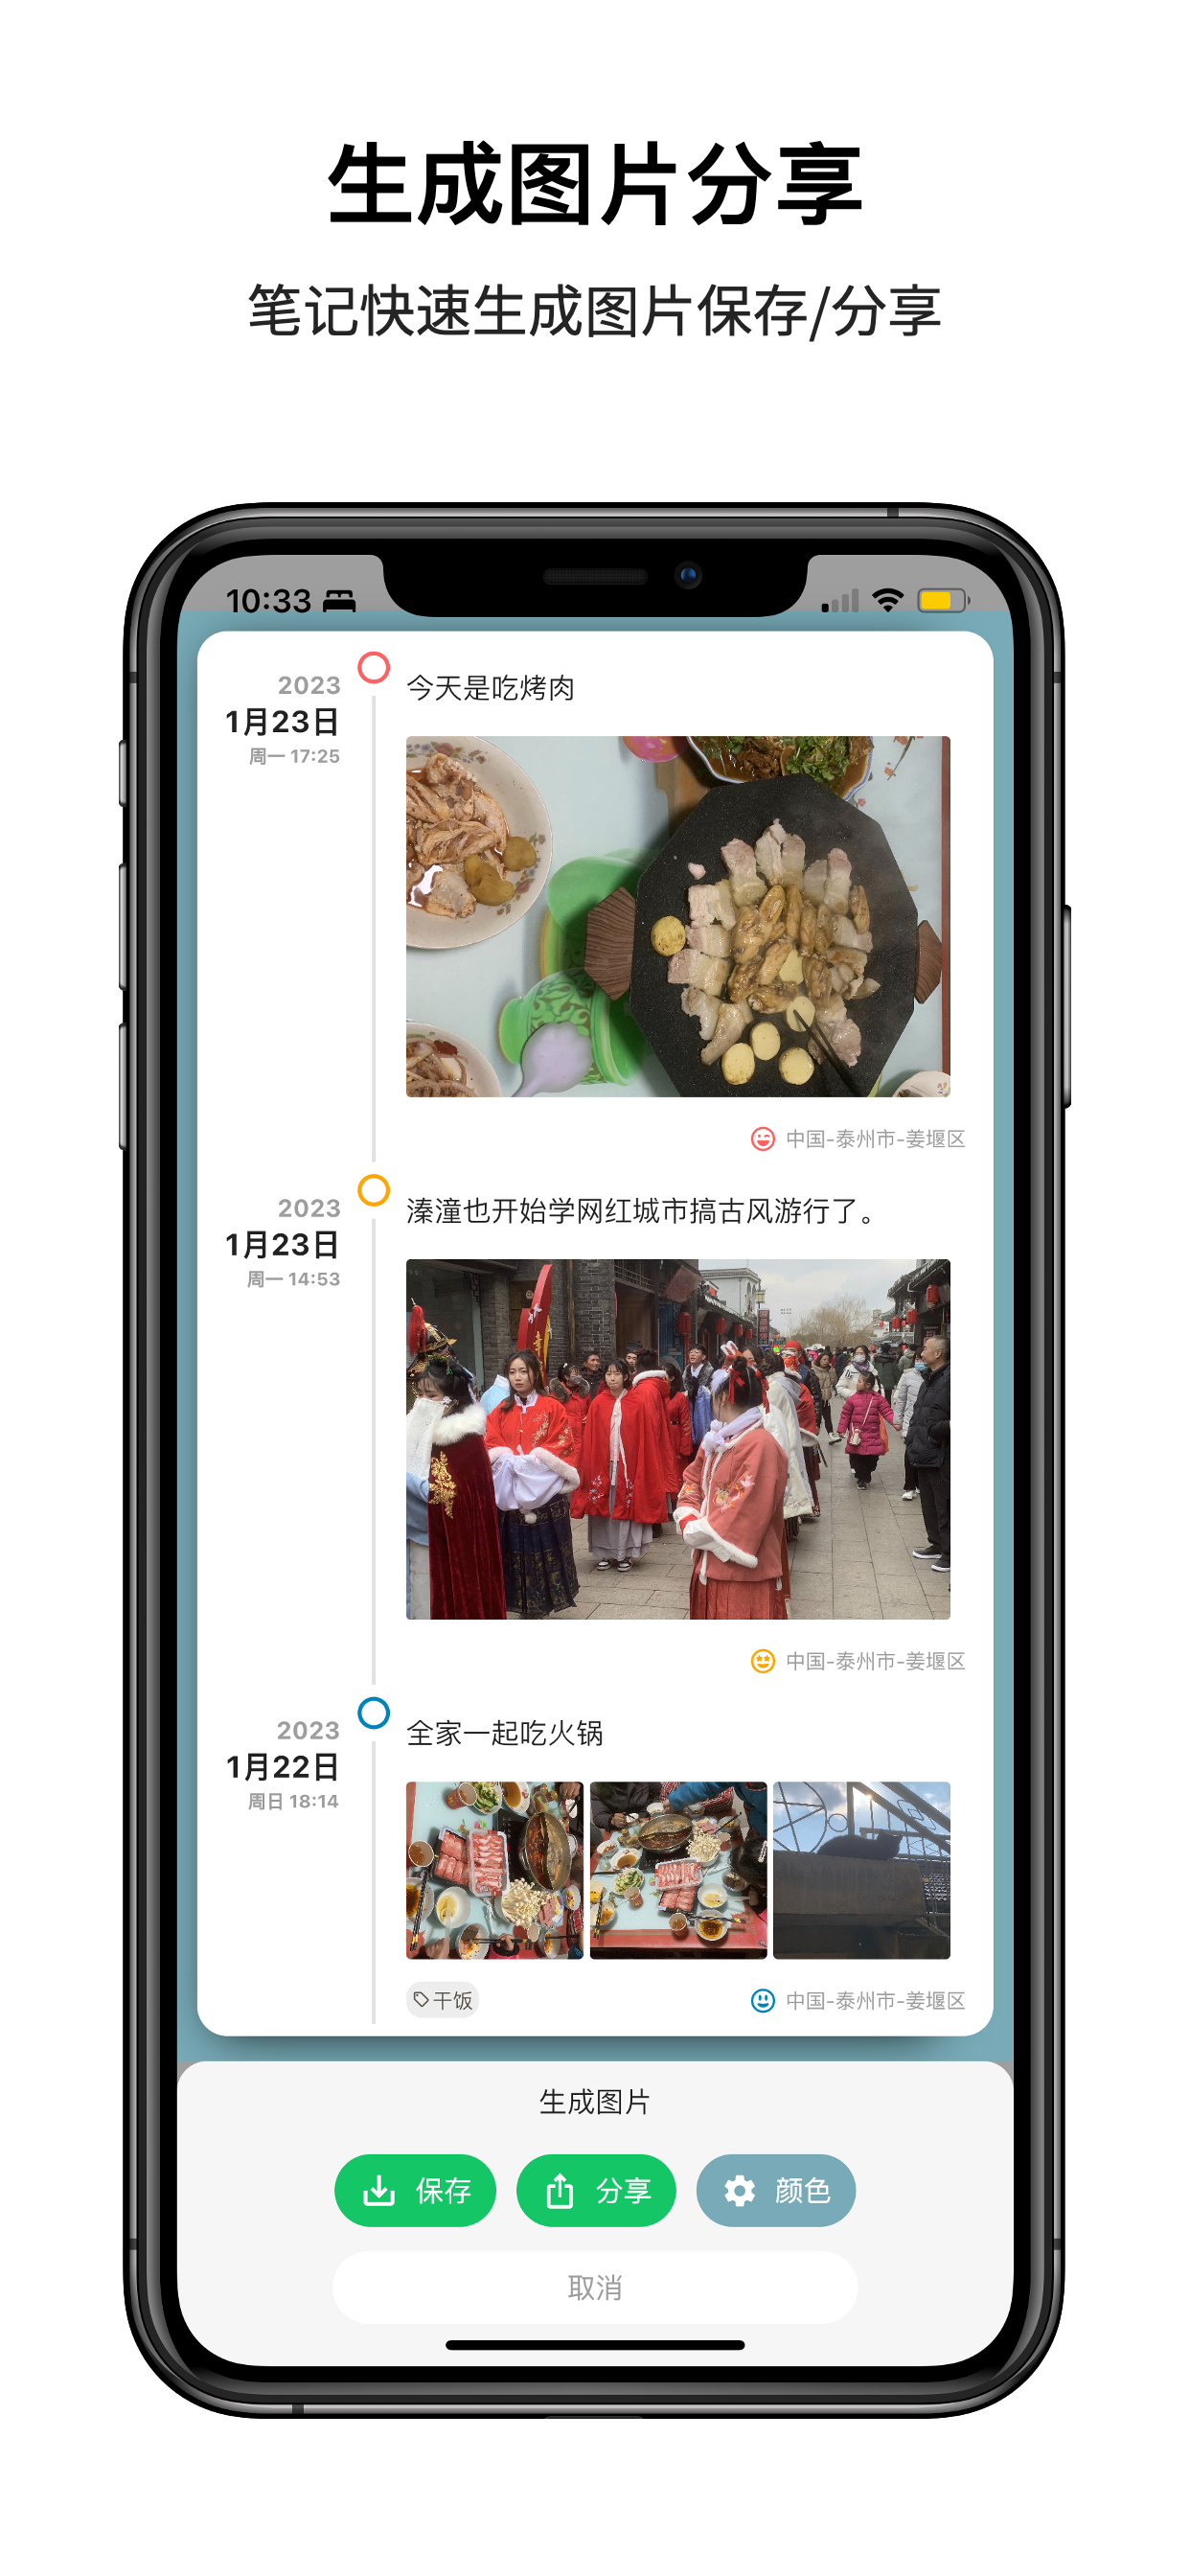 生成图片分享
笔记快速生成图片保存/分享
10:33
2023
1月23日
周一 17:25
今天是吃烤肉
中国-泰州市-姜堰区
2023
1月23日
周一 14:53
溱潼也开始学网红城市搞古风游行了。
中国-泰州市-姜堰区
2023
1月22日
周日 18:14
全家一起吃火锅
干饭
中国-泰州市-姜堰区
生成图片
保存
分享
颜色
取消